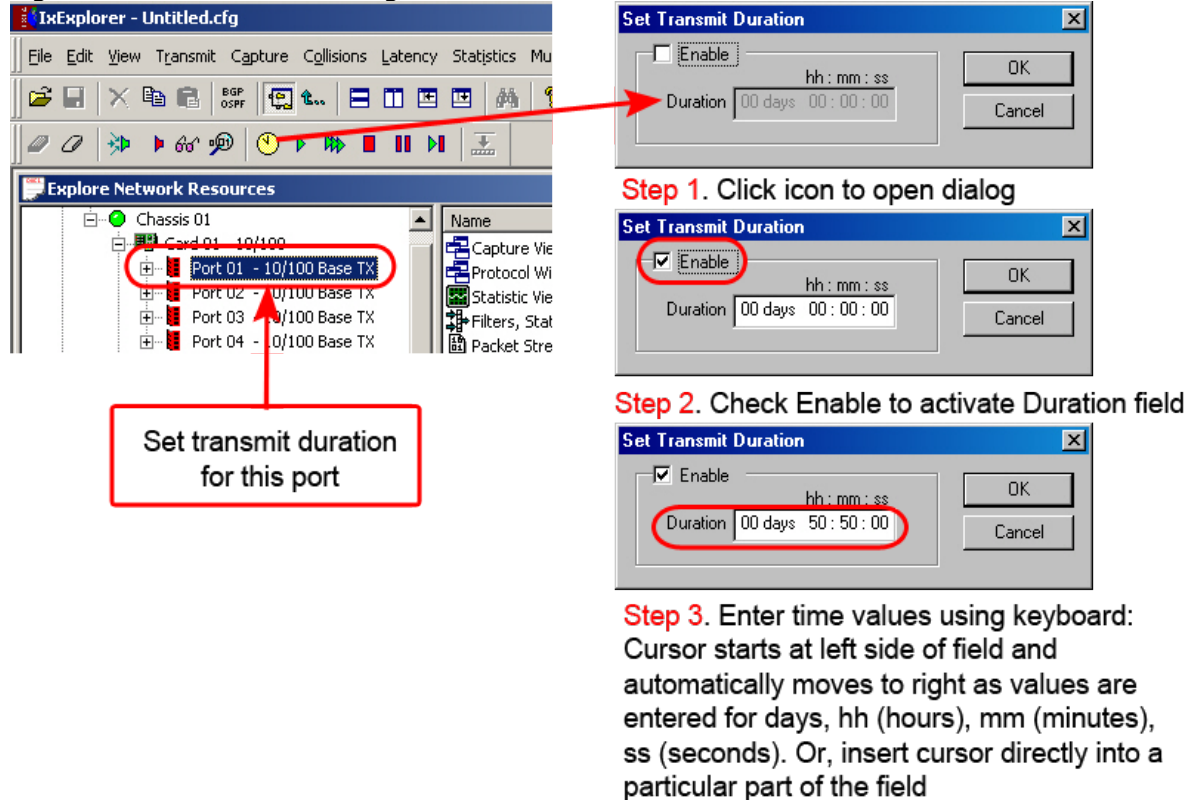 IxExplorer - Untitled.cfg
File Edit View Transmit Capture Collisions Latency Statistics Mu
BGP
OSPF
Explore Network Resources
Chassis 01
Card 01 - 10/100
Port 01 - 10/100 Base TX
Port 02 - 10/100 Base TX
Port 03 - 10/100 Base TX
Port 04 - 10/100 Base TX
Name
Capture Vie
Protocol Wi
Statistic Vie
Filters, Stat
Packet Stre
Set transmit duration
for this port
Set Transmit Duration
Enable
hh : mm : ss
Duration 00 days 00 : 00 : 00
OK
Cancel
Step 1. Click icon to open dialog
Set Transmit Duration
Enable
hh : mm : ss
Duration 00 days 00 : 00 : 00
OK
Cancel
Step 2. Check Enable to activate Duration field
Set Transmit Duration
Enable
hh : mm : ss
Duration 00 days 50 : 50 : 00
OK
Cancel
Step 3. Enter time values using keyboard:
Cursor starts at left side of field and
automatically moves to right as values are
entered for days, hh (hours), mm (minutes),
ss (seconds). Or, insert cursor directly into a
particular part of the field